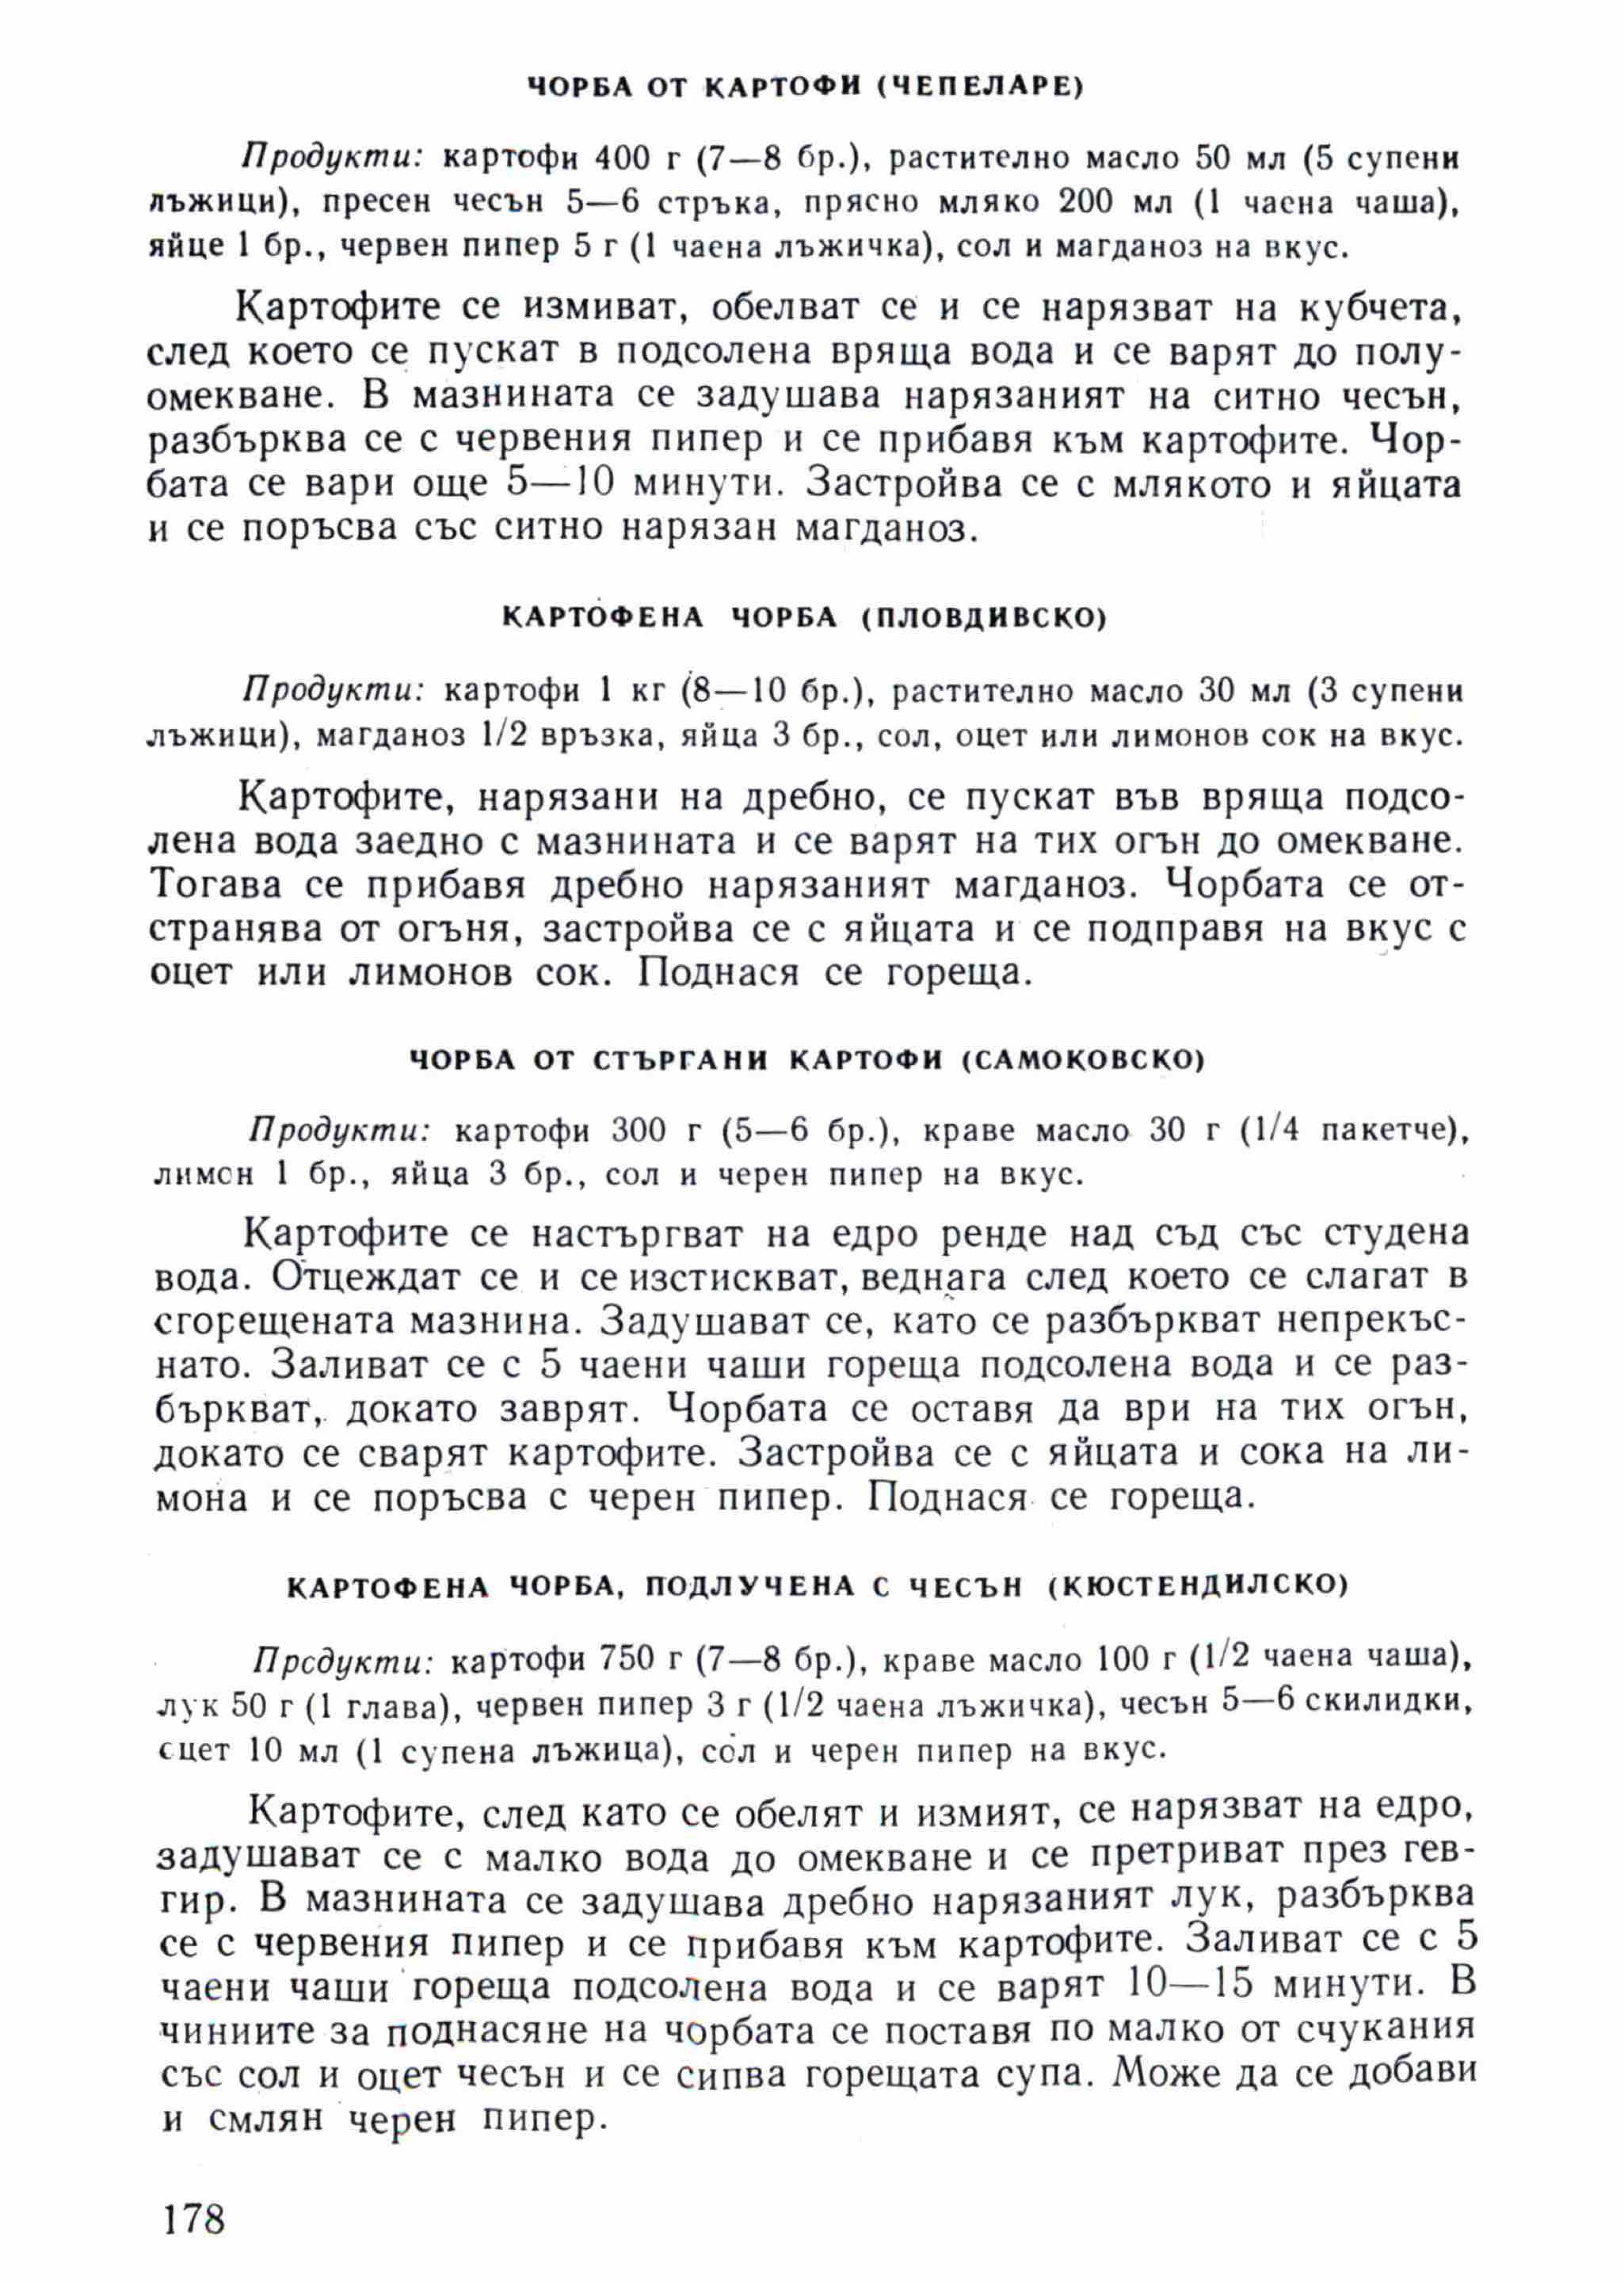 ЧОРБА ОТ КАРТОФИ (ЧЕПЕЛАРЕ)
Продукти: картофи 400 г (7—8 бр.), растително масло 50 мл (5 супени
лъжици), пресен чесън 5—6 стръка, прясно мляко 200 мл (1 чаена чаша),
яйце 1 бр., червен пипер 5 г (1 чаена лъжичка), сол и магданоз на вкус.
Картофите се измиват, обелват се и се нарязват на кубчета,
след което се пускат в подсолена вряща вода и се варят до полу-
омекване. В мазнината се задушава нарязаният на ситно чесън,
разбърква се с червения пипер и се прибавя към картофите. Чор-
бата се вари още 5—10 минути. Застройва се с млякото и яйцата
и се поръсва със ситно нарязан магданоз.
КАРТОФЕНА ЧОРБА (ПЛОВДИВСКО)
Продукти: картофи 1 кг (8—10 бр.), растително масло 30 мл (3 супени
лъжици), магданоз 1/2 връзка, яйца 3 бр., сол, оцет или лимонов сок на вкус.
Картофите, нарязани на дребно, се пускат във вряща подсо-
лена вода заедно с мазнината и се варят на тих огън до омекване.
Тогава се прибавя дребно нарязаният магданоз. Чорбата се от-
странява от огъня, застройва се с яйцата и се подправя на вкус с
оцет или лимонов сок. Поднася се гореща.
ЧОРБА ОТ СТЪРГАНИ КАРТОФИ (САМОКОВСКО)
Продукти: картофи 300 г (5—6 бр.), краве масло 30 г (1/4 пакетче),
лимон 1 бр., яйца 3 бр., сол и черен пипер на вкус.
Картофите се настъргват на едро ренде над съд със студена
вода. Отцеждат се и се изстискват, веднага след което се слагат в
сгорещената мазнина. Задушават се, като се разбъркват непрекъс-
нато. Заливат се с 5 чаени чаши гореща подсолена вода и се раз-
бъркват, докато заврят. Чорбата се оставя да ври на тих огън,
докато се сварят картофите. Застройва се с яйцата и сока на ли-
мона и се поръсва с черен пипер. Поднася се гореща.
КАРТОФЕНА ЧОРБА, ПОДЛУЧЕНА С ЧЕСЪН (КЮСТЕНДИЛСКО)
Продукти: картофи 750 г (7—8 бр.), краве масло 100 г (1/2 чаена чаша),
лук 50 г (1 глава), червен пипер 3 г (1/2 чаена лъжичка), чесън 5—6 скилидки,
оцет 10 мл (1 супена лъжица), сол и черен пипер на вкус.
Картофите, след като се обелят и измият, се нарязват на едро,
задушават се с малко вода до омекване и се претриват през гев-
гир. В мазнината се задушава дребно нарязаният лук, разбърква
се с червения пипер и се прибавя към картофите. Заливат се с 5
чаени чаши гореща подсолена вода и се варят 10—15 минути. В
чиниите за поднасяне на чорбата се поставя по малко от счукания
със сол и оцет чесън и се сипва горещата супа. Може да се добави
и смлян черен пипер.
178